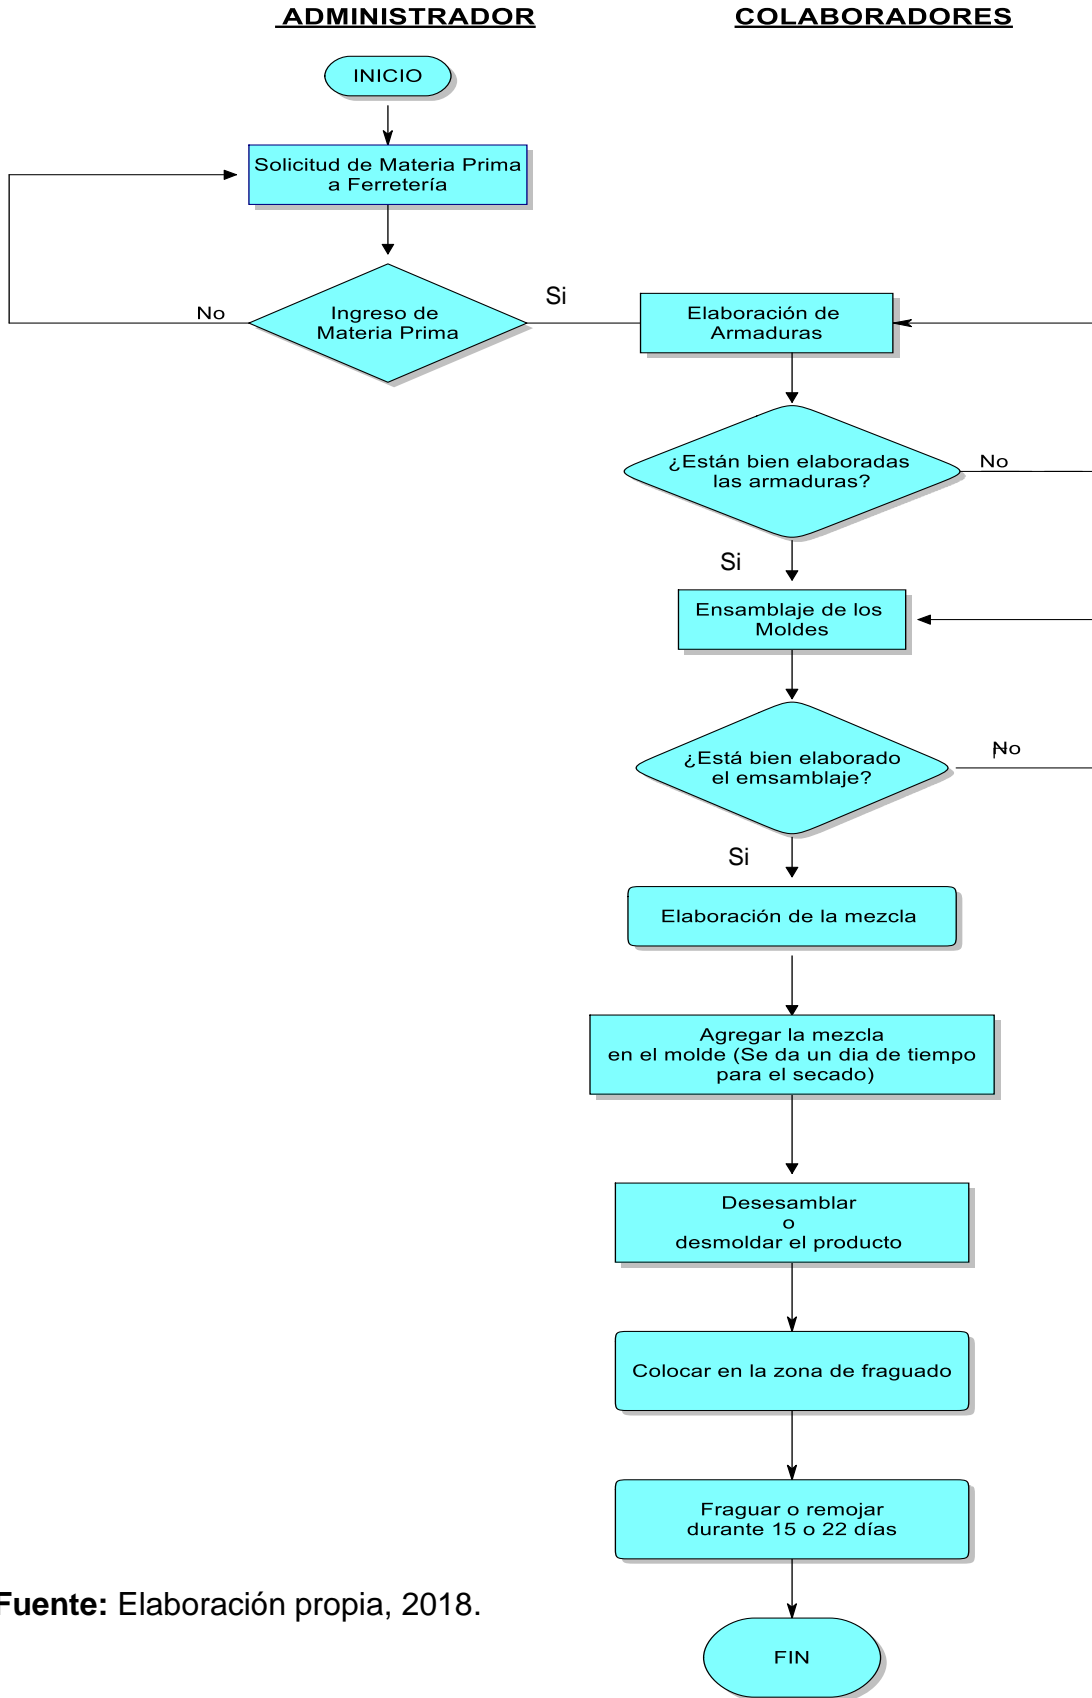 ADMINISTRADOR
COLABORADORES
INICIO
Solicitud de Materia Prima
a Ferretería
No
Ingreso de
Materia Prima
Si
Elaboración de
Armaduras
¿Están bien elaboradas
las armaduras?
No
Si
Ensamblaje de los
Moldes
¿Está bien elaborado
el emsamblaje?
No
Si
Elaboración de la mezcla
Agregar la mezcla
en el molde (Se da un dia de tiempo
para el secado)
Desesamblar
o
desmoldar el producto
Colocar en la zona de fraguado
Fraguar o remojar
durante 15 o 22 días
Fuente: Elaboración propia, 2018.
FIN